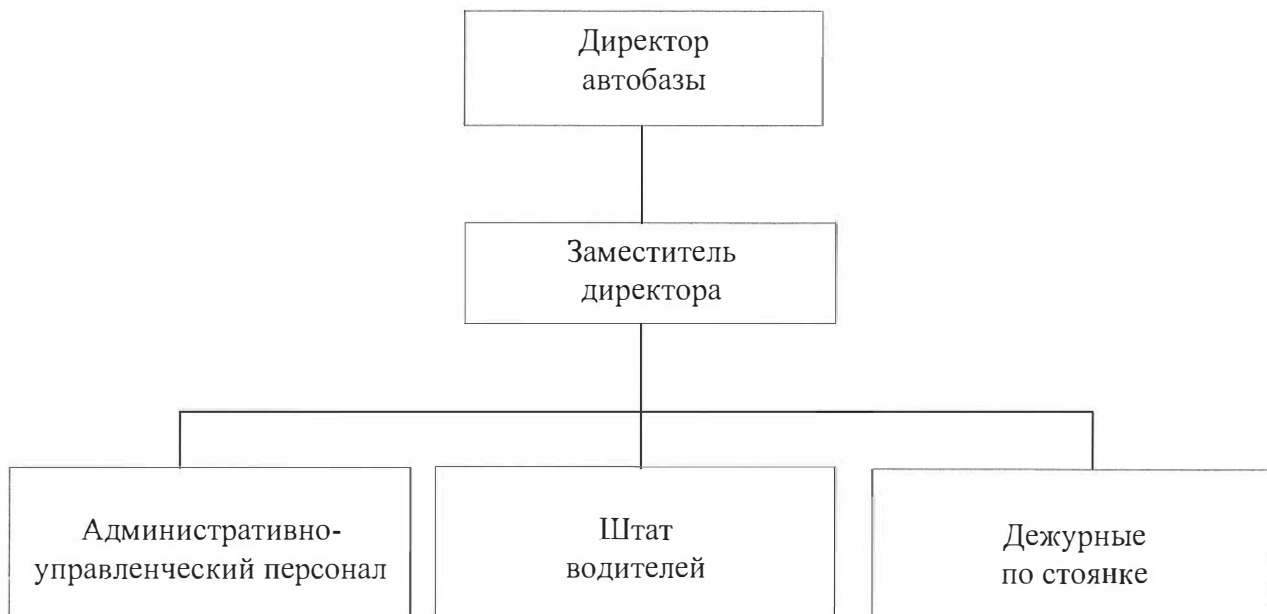 Директор
автобазы
Заместитель
директора
Административно-
управленческий персонал
Штат
водителей
Дежурные
по стоянке